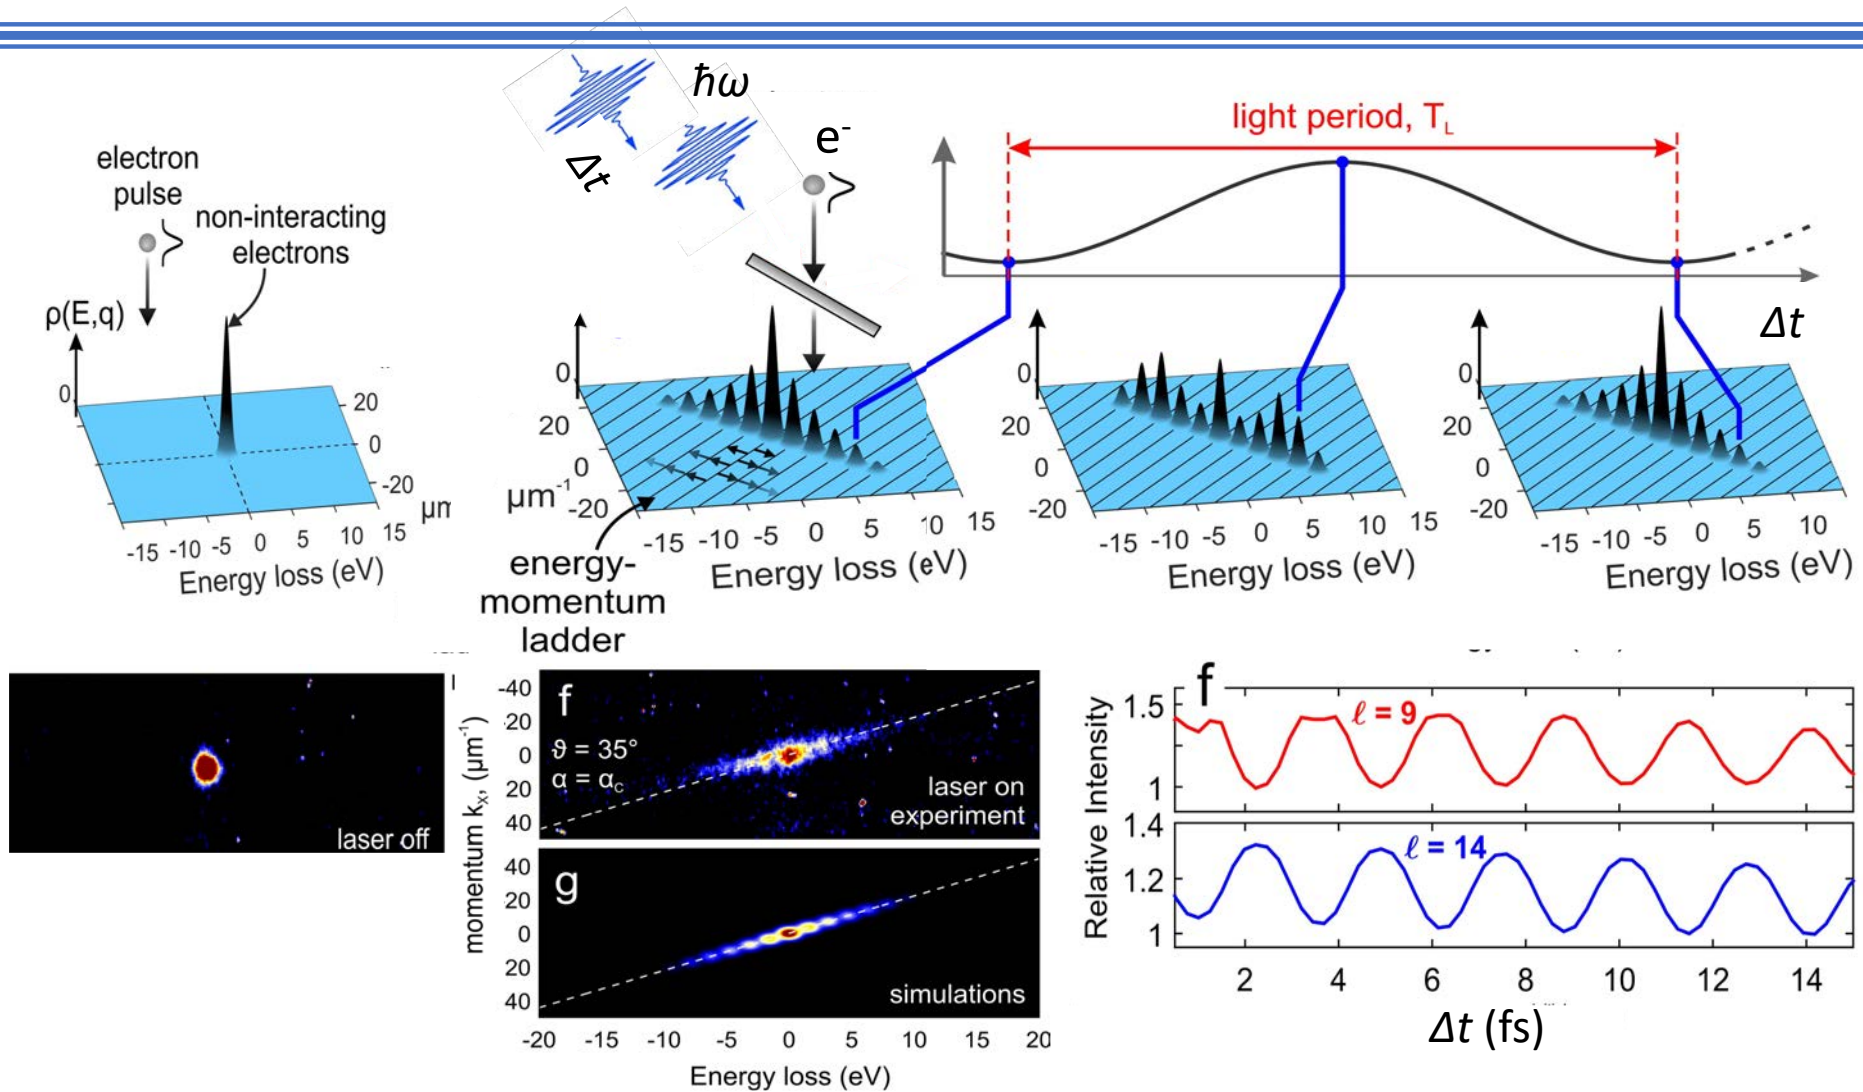 ħω
Δt
e-
light period, TL
electron
pulse
non-interacting
electrons
ρ(E,q)
0
20
0
-20
μm
-15 -10 -5 0 5 10 15
Energy loss (eV)
0
20
0
μm-1
-20
-15 -10 -5 0 5 10 15
Energy loss (eV)
energy-
momentum
ladder
0
20
0
-20
-15 -10 -5 0 5 10 15
Energy loss (eV)
Δt
0
20
0
-20
-15 -10 -5 0 5 10
Energy loss (eV)
laser off
momentum kx, (μm-1)
-40
-20
0
20
40
f
ϑ = 35°
α = αc
laser on
experiment
40
20
0
20
40
g
simulations
-20 -15 -10 -5 0 5 10 15 20
Energy loss (eV)
f
Relative Intensity
1.5
1
ℓ = 9
1.4
1.2
1
ℓ = 14
2 4 6 8 10 12 14
Δt (fs)